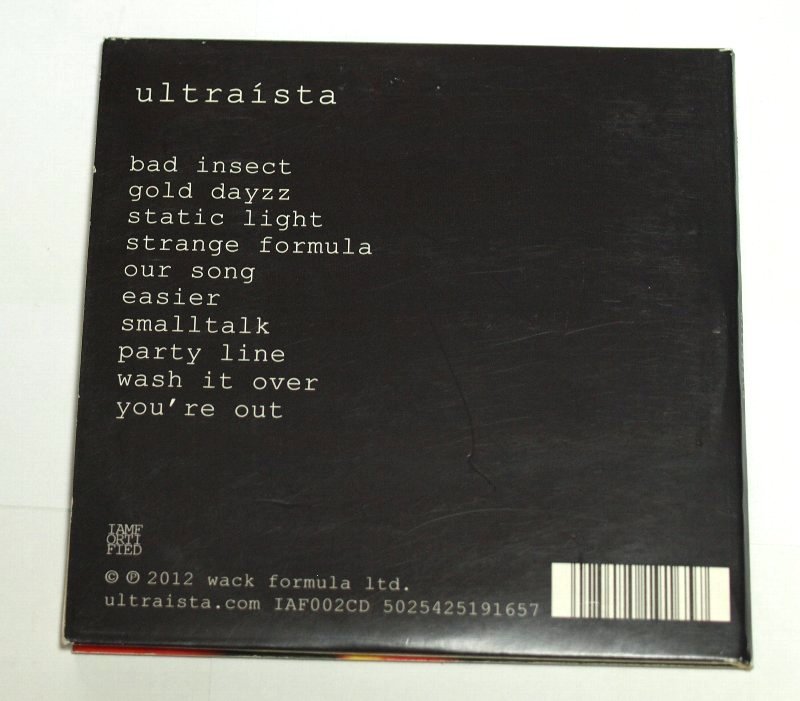 ultraísta
bad insect
gold dayzz
static light
strange formula
our song
easier
smalltalk
party line
wash it over
you're out
IAMF
ORTI
FIED
© ℗ 2012 wack formula ltd.
ultraista.com IAF002CD 5025425191657